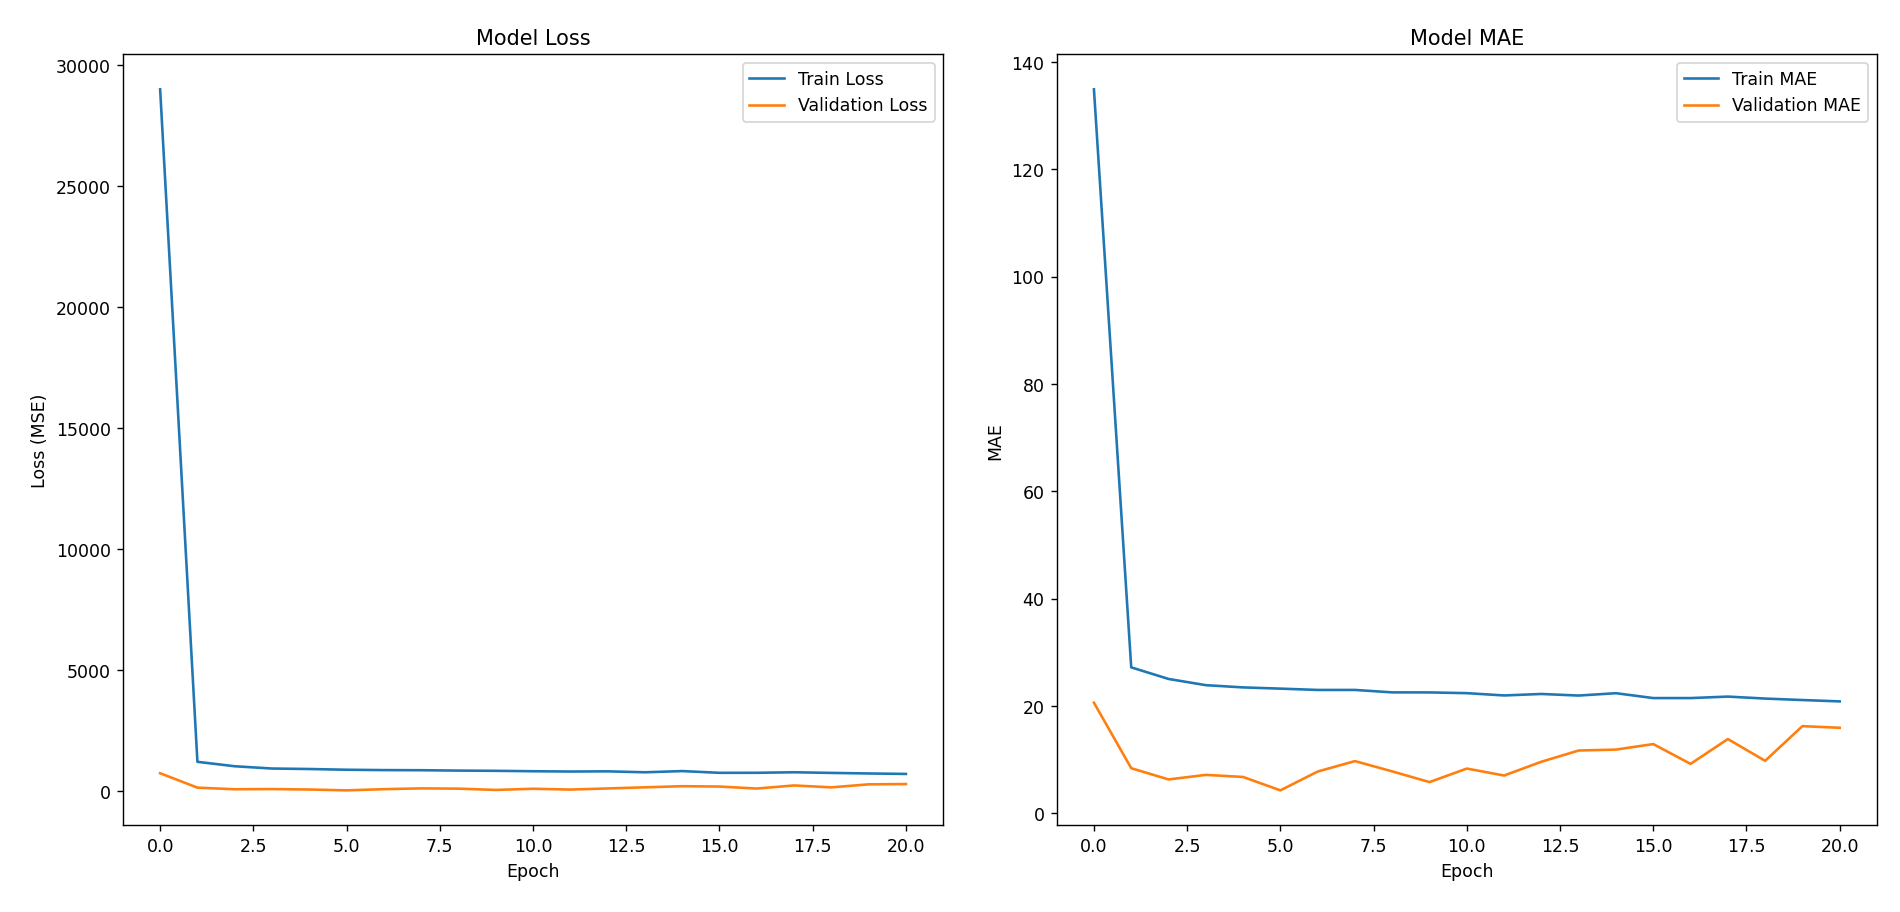 Model Loss
30000
25000
20000
15000
10000
5000
0
Loss (MSE)
Train Loss
Validation Loss
0.0 2.5 5.0 7.5 10.0 12.5 15.0 17.5 20.0
Epoch
Model MAE
140
120
100
80
60
40
20
0
MAE
Train MAE
Validation MAE
0.0 2.5 5.0 7.5 10.0 12.5 15.0 17.5 20.0
Epoch